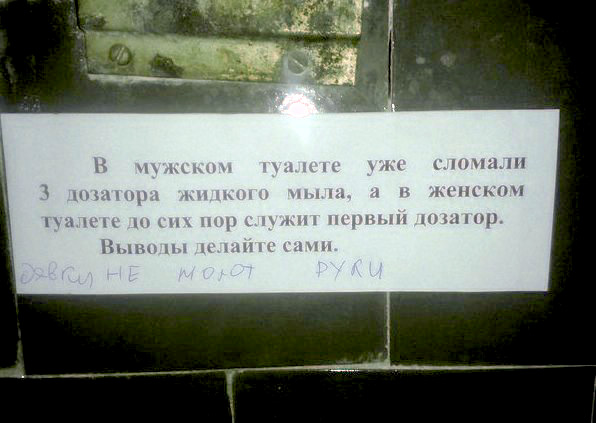 В мужском туалете уже сломали
3 дозатора жидкого мыла, а в женском
туалете до сих пор служит первый дозатор.
Выводы делайте сами.
ДЯВКИ НЕ МОЮТ РУКИ